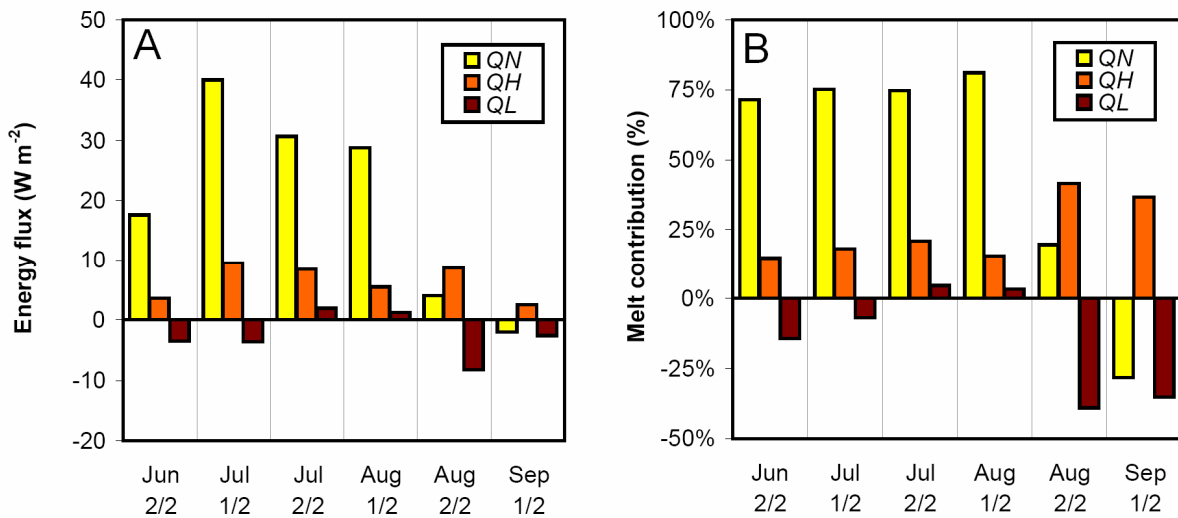 A
Energy flux (W m-2)
50
40
30
20
10
0
-10
-20
QN
QH
QL
Jun Jul Jul Aug Aug Sep
2/2 1/2 2/2 1/2 2/2 1/2
B
Melt contribution (%)
100%
75%
50%
25%
0%
-25%
-50%
QN
QH
QL
Jun Jul Jul Aug Aug Sep
2/2 1/2 2/2 1/2 2/2 1/2